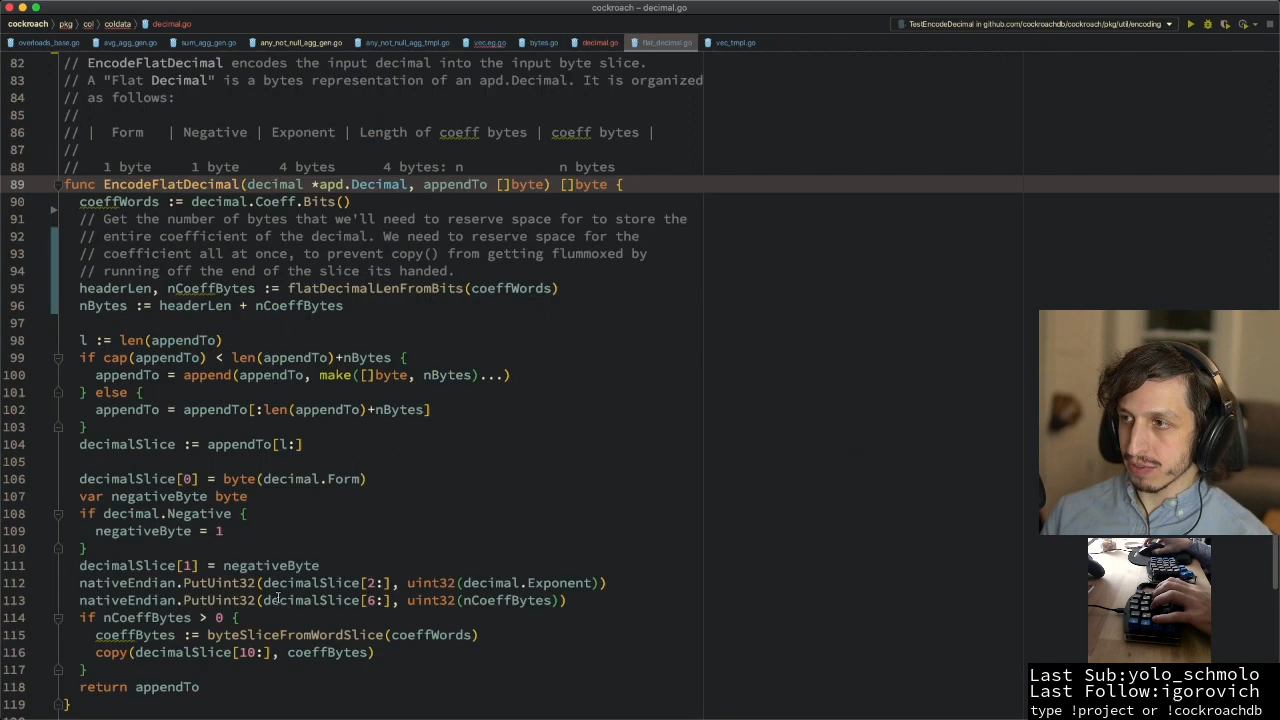 cockroach – decimal.go
cockroach › pkg › col › coldata › decimal.go
TestEncodeDecimal in github.com/cockroachdb/cockroach/pkg/util/encoding
overloads_base.go avg_agg_gen.go sum_agg_gen.go any_not_null_agg_gen.go any_not_null_agg_tmpl.go vec.eg.go bytes.go decimal.go flat_decimal.go vec_tmpl.go
82 // EncodeFlatDecimal encodes the input decimal into the input byte slice.
83 // A "Flat Decimal" is a bytes representation of an apd.Decimal. It is organized
84 // as follows:
85 //
86 // | Form | Negative | Exponent | Length of coeff bytes | coeff bytes |
87 //
88 // 1 byte 1 byte 4 bytes 4 bytes: n n bytes
89 func EncodeFlatDecimal(decimal *apd.Decimal, appendTo []byte) []byte {
90 coeffWords := decimal.Coeff.Bits()
91 // Get the number of bytes that we'll need to reserve space for to store the
92 // entire coefficient of the decimal. We need to reserve space for the
93 // coefficient all at once, to prevent copy() from getting flummoxed by
94 // running off the end of the slice its handed.
95 headerLen, nCoeffBytes := flatDecimalLenFromBits(coeffWords)
96 nBytes := headerLen + nCoeffBytes
97
98 l := len(appendTo)
99 if cap(appendTo) < len(appendTo)+nBytes {
100 appendTo = append(appendTo, make([]byte, nBytes)...)
101 } else {
102 appendTo = appendTo[:len(appendTo)+nBytes]
103 }
104 decimalSlice := appendTo[l:]
105
106 decimalSlice[0] = byte(decimal.Form)
107 var negativeByte byte
108 if decimal.Negative {
109 negativeByte = 1
110 }
111 decimalSlice[1] = negativeByte
112 nativeEndian.PutUint32(decimalSlice[2:], uint32(decimal.Exponent))
113 nativeEndian.PutUint32(decimalSlice[6:], uint32(nCoeffBytes))
114 if nCoeffBytes > 0 {
115 coeffBytes := byteSliceFromWordSlice(coeffWords)
116 copy(decimalSlice[10:], coeffBytes)
117 }
118 return appendTo
119 }
Last Sub:yolo_schmolo
Last Follow:igorovich
type !project or !cockroachdb